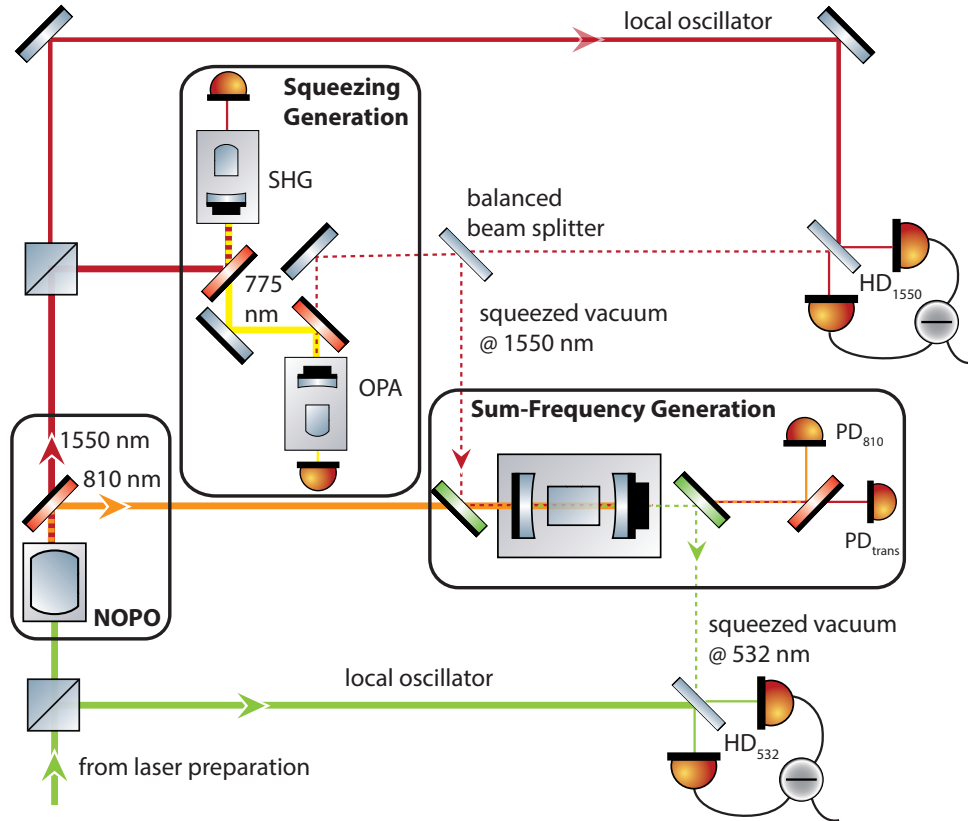 local oscillator
Squeezing
Generation
SHG
balanced
beam splitter
775
nm
HD1550
squeezed vacuum
@ 1550 nm
OPA
Sum-Frequency Generation
1550 nm
PD810
810 nm
PDtrans
NOPO
squeezed vacuum
@ 532 nm
local oscillator
HD532
from laser preparation